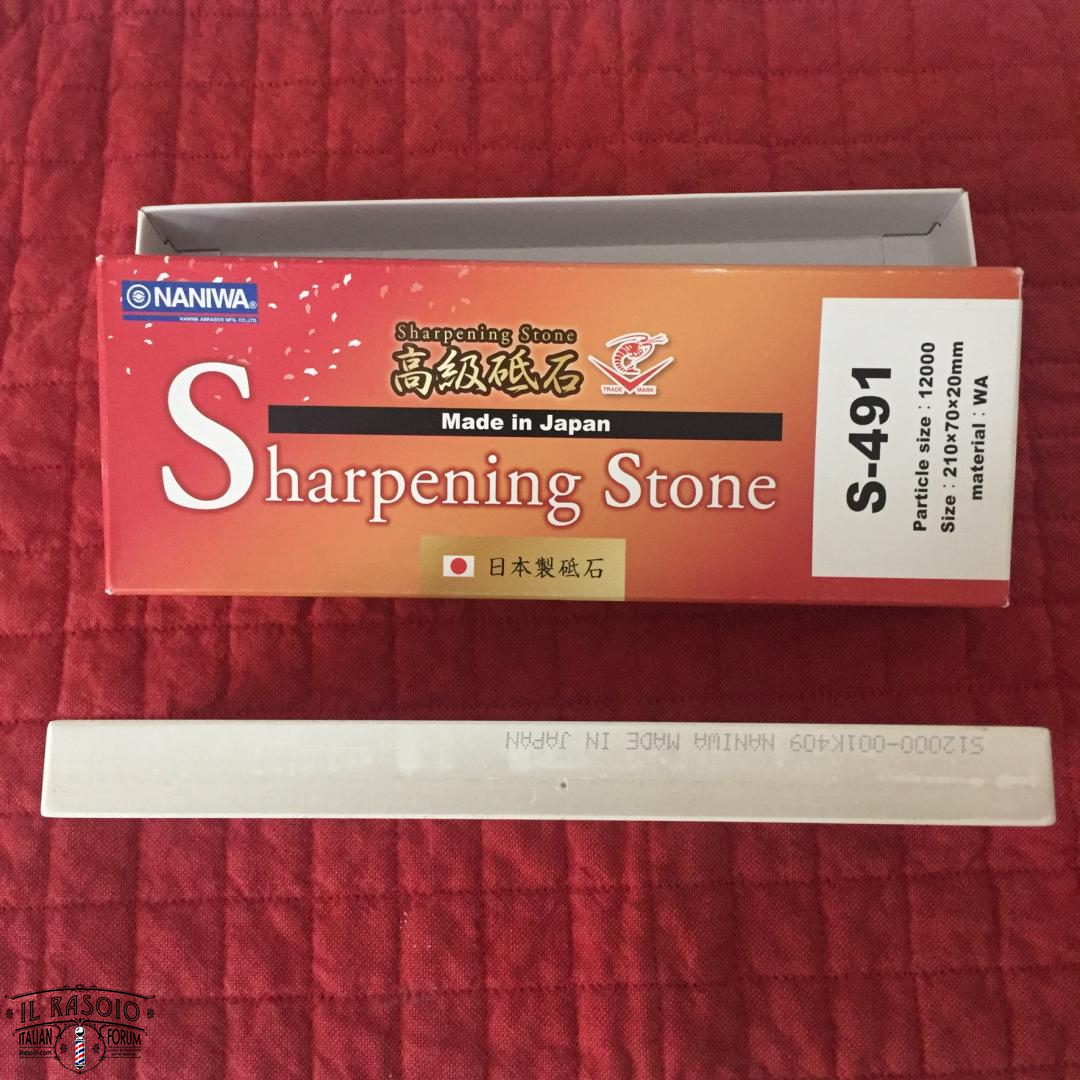 NANIWA®
NANIWA ABRASIVE MFG. CO.,LTD.
Sharpening Stone
高級砥石
TRADE MARK
Made in Japan
Sharpening Stone
日本製砥石
S-491
Particle size : 12000
Size : 210×70×20mm
material : WA
S12000-001K409 NANIWA MADE IN JAPAN
IL RASOIO
ITALIAN FORUM